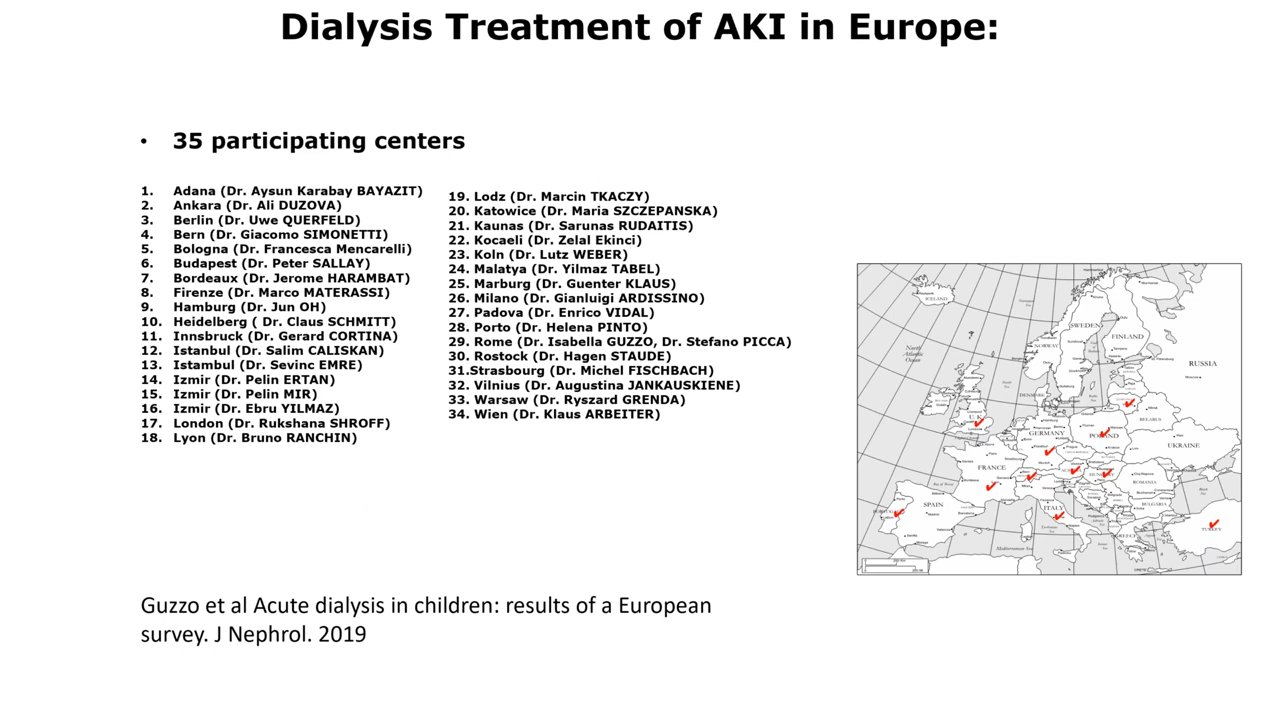 Dialysis Treatment of AKI in Europe:
• 35 participating centers
1. Adana (Dr. Aysun Karabay BAYAZIT)
2. Ankara (Dr. Ali DUZOVA)
3. Berlin (Dr. Uwe QUERFELD)
4. Bern (Dr. Giacomo SIMONETTI)
5. Bologna (Dr. Francesca Mencarelli)
6. Budapest (Dr. Peter SALLAY)
7. Bordeaux (Dr. Jerome HARAMBAT)
8. Firenze (Dr. Marco MATERASSI)
9. Hamburg (Dr. Jun OH)
10. Heidelberg ( Dr. Claus SCHMITT)
11. Innsbruck (Dr. Gerard CORTINA)
12. Istanbul (Dr. Salim CALISKAN)
13. Istambul (Dr. Sevinc EMRE)
14. Izmir (Dr. Pelin ERTAN)
15. Izmir (Dr. Pelin MIR)
16. Izmir (Dr. Ebru YILMAZ)
17. London (Dr. Rukshana SHROFF)
18. Lyon (Dr. Bruno RANCHIN)
19. Lodz (Dr. Marcin TKACZY)
20. Katowice (Dr. Maria SZCZEPANSKA)
21. Kaunas (Dr. Sarunas RUDAITIS)
22. Kocaeli (Dr. Zelal Ekinci)
23. Koln (Dr. Lutz WEBER)
24. Malatya (Dr. Yilmaz TABEL)
25. Marburg (Dr. Guenter KLAUS)
26. Milano (Dr. Gianluigi ARDISSINO)
27. Padova (Dr. Enrico VIDAL)
28. Porto (Dr. Helena PINTO)
29. Rome (Dr. Isabella GUZZO, Dr. Stefano PICCA)
30. Rostock (Dr. Hagen STAUDE)
31.Strasbourg (Dr. Michel FISCHBACH)
32. Vilnius (Dr. Augustina JANKAUSKIENE)
33. Warsaw (Dr. Ryszard GRENDA)
34. Wien (Dr. Klaus ARBEITER)
ICELAND
SWEDEN
FINLAND
NORWAY
RUSSIA
North Atlantic Ocean
DENMARK
U.K.
BELARUS
GERMANY
POLAND
UKRAINE
FRANCE
ROMANIA
BULGARIA
SPAIN
ITALY
GREECE
TURKEY
Mediterranean Sea
Guzzo et al Acute dialysis in children: results of a European
survey. J Nephrol. 2019